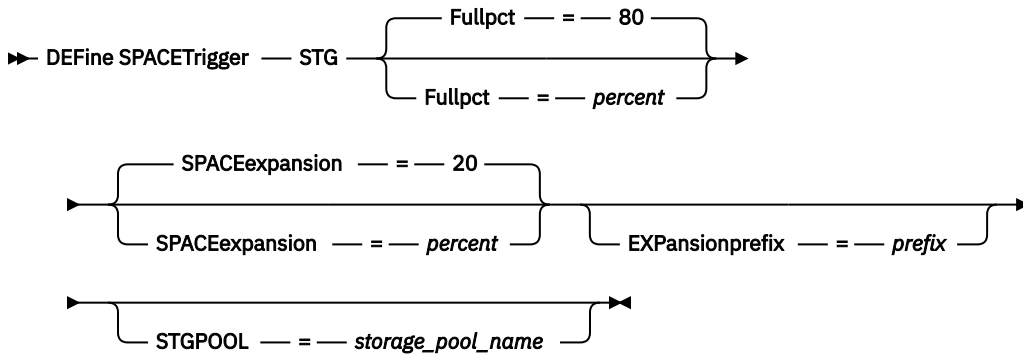 Fullpct = 80
DEFine SPACETrigger STG
Fullpct = percent
SPACEexpansion = 20
SPACEexpansion = percent
EXPansionprefix = prefix
STGPOOL = storage_pool_name